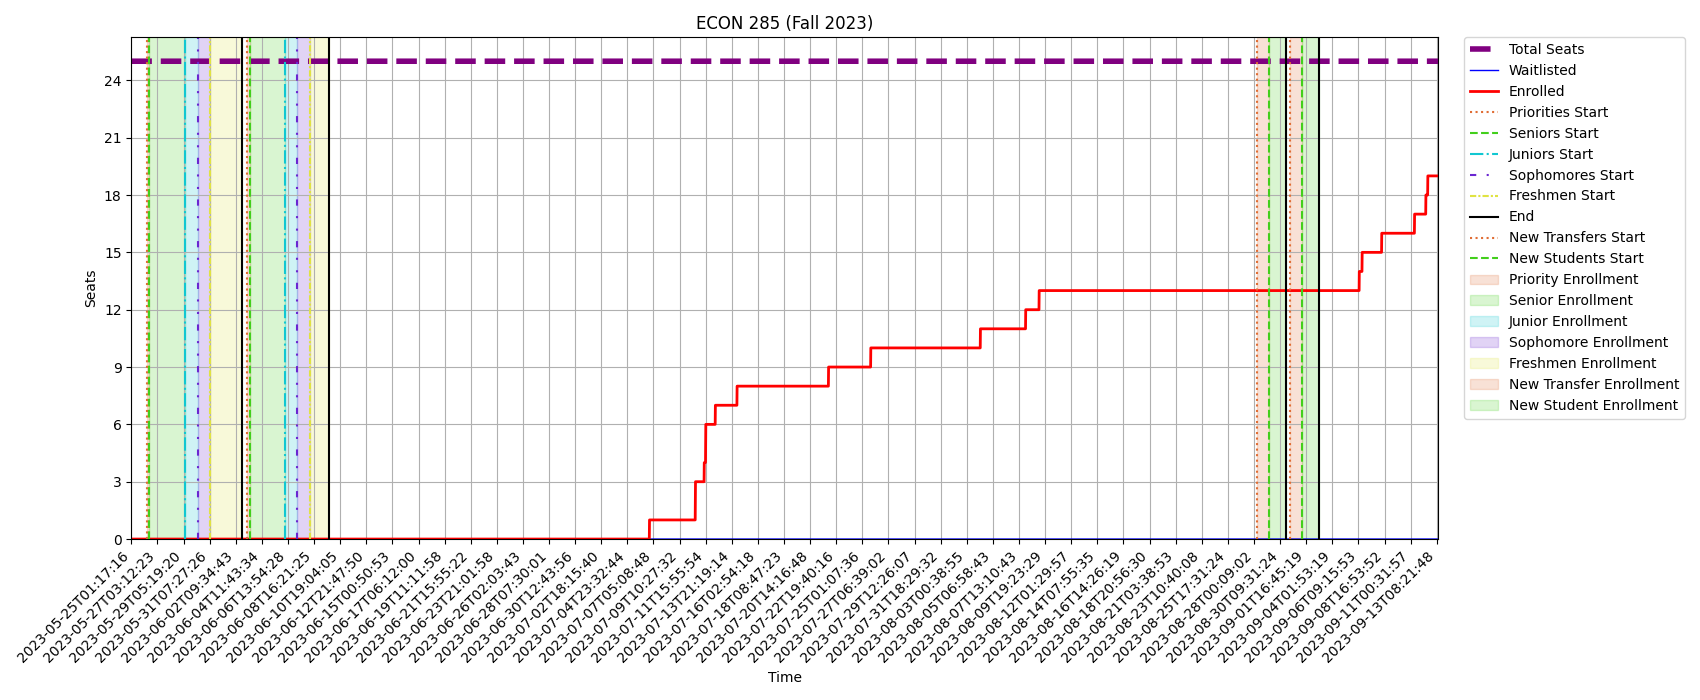 ECON 285 (Fall 2023)
Seats
24
21
18
15
12
9
6
3
0
2023-05-25T01:17:16
2023-05-27T03:12:23
2023-05-29T05:19:20
2023-05-31T07:27:26
2023-06-02T09:34:43
2023-06-04T11:43:34
2023-06-06T13:54:28
2023-06-08T16:21:25
2023-06-10T19:04:05
2023-06-12T21:47:50
2023-06-15T00:50:53
2023-06-17T06:12:00
2023-06-19T11:11:58
2023-06-21T15:55:22
2023-06-23T21:01:58
2023-06-26T02:03:43
2023-06-28T07:30:01
2023-06-30T12:43:56
2023-07-02T18:15:40
2023-07-04T23:32:44
2023-07-07T05:08:48
2023-07-09T10:27:32
2023-07-11T15:55:54
2023-07-13T21:19:14
2023-07-16T02:54:18
2023-07-18T08:47:23
2023-07-20T14:16:48
2023-07-22T19:40:16
2023-07-25T01:07:36
2023-07-27T06:39:02
2023-07-29T12:26:07
2023-07-31T18:29:32
2023-08-03T00:38:55
2023-08-05T06:58:43
2023-08-07T13:10:43
2023-08-09T19:23:29
2023-08-12T01:29:57
2023-08-14T07:55:35
2023-08-16T14:26:19
2023-08-18T20:56:30
2023-08-21T03:38:53
2023-08-23T10:40:08
2023-08-25T17:31:24
2023-08-28T00:09:02
2023-08-30T09:31:24
2023-09-01T16:45:19
2023-09-04T01:53:19
2023-09-06T09:15:53
2023-09-08T16:53:52
2023-09-11T00:31:57
2023-09-13T08:21:48
Time
Total Seats
Waitlisted
Enrolled
Priorities Start
Seniors Start
Juniors Start
Sophomores Start
Freshmen Start
End
New Transfers Start
New Students Start
Priority Enrollment
Senior Enrollment
Junior Enrollment
Sophomore Enrollment
Freshmen Enrollment
New Transfer Enrollment
New Student Enrollment